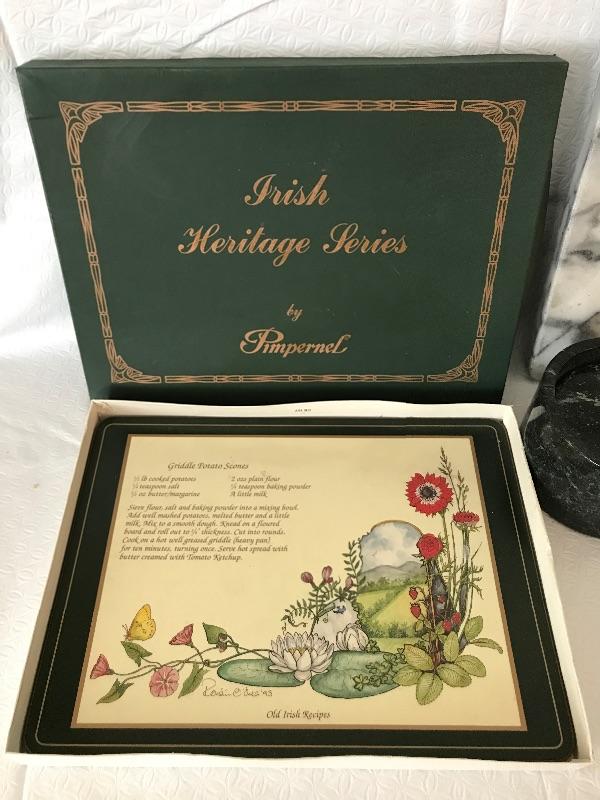 Irish
Heritage Series
by
Pimpernel
Griddle Potato Scones
½ lb cooked potatoes 2 ozs plain flour
¼ teaspoon salt ½ teaspoon baking powder
½ oz butter/margarine A little milk
Sieve flour, salt and baking powder into a mixing bowl.
Add well mashed potatoes, melted butter and a little
milk. Mix to a smooth dough. Knead on a floured
board and roll out to ¼" thickness. Cut into rounds.
Cook on a hot well greased griddle (heavy pan)
for ten minutes, turning once. Serve hot spread with
butter creamed with Tomato Ketchup.
'93
Old Irish Recipes